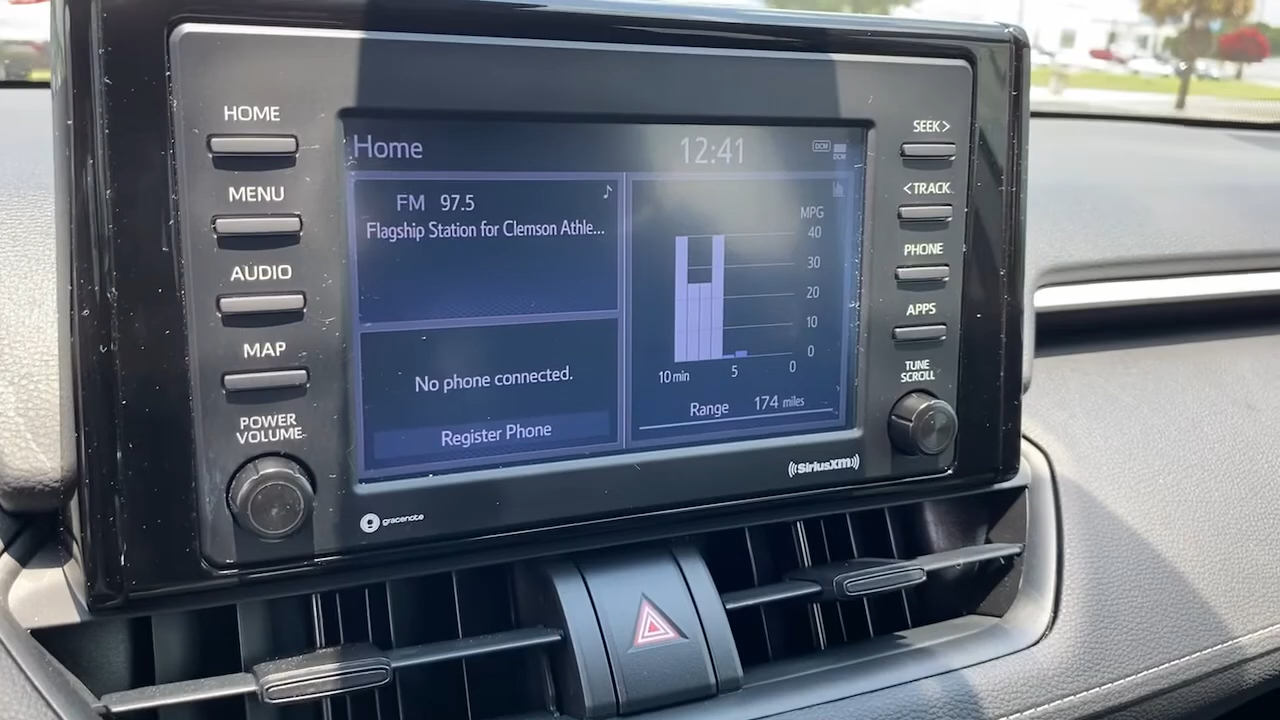 HOME
MENU
AUDIO
MAP
POWER
VOLUME
Home
12:41
DCM
DCM
FM 97.5
Flagship Station for Clemson Athle...
No phone connected.
Register Phone
MPG
40
30
20
10
0
10 min 5 0
Range 174 miles
SEEK>
<TRACK
PHONE
APPS
TUNE
SCROLL
gracenote
((SiriusXM))